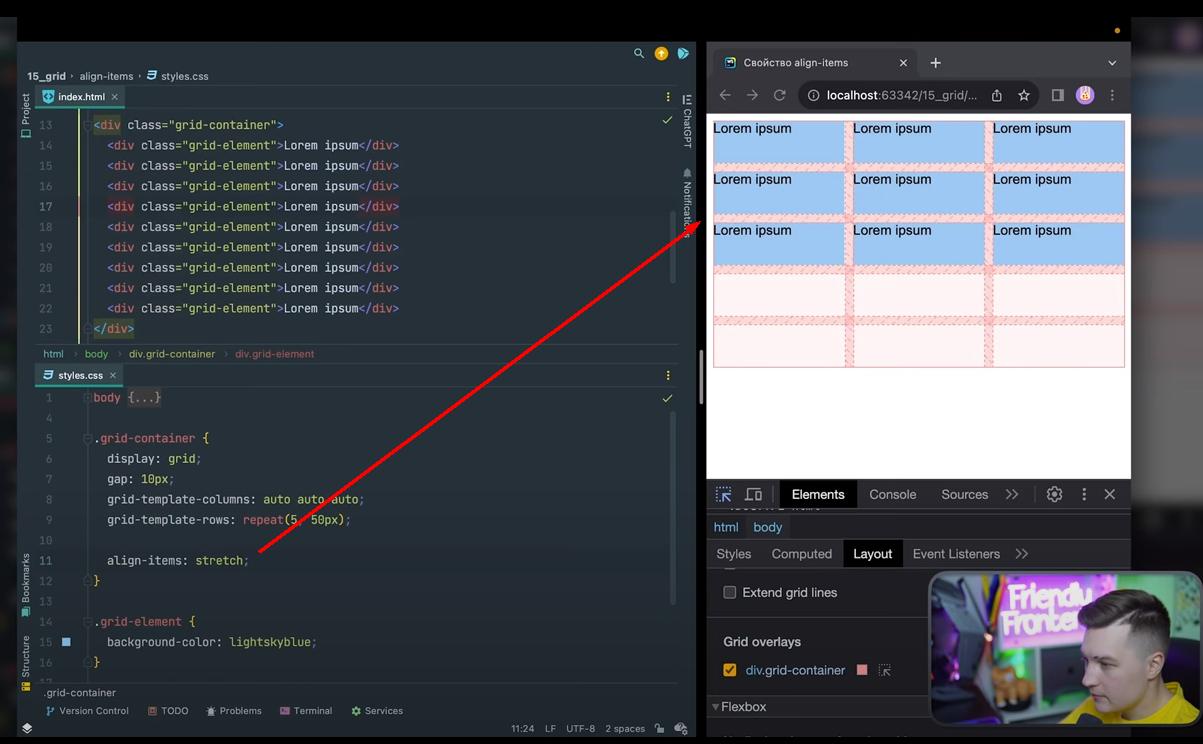 15_grid › align-items › styles.css
index.html
Project
ChatGPT
Notifications
13 <div class="grid-container">
14 <div class="grid-element">Lorem ipsum</div>
15 <div class="grid-element">Lorem ipsum</div>
16 <div class="grid-element">Lorem ipsum</div>
17 <div class="grid-element">Lorem ipsum</div>
18 <div class="grid-element">Lorem ipsum</div>
19 <div class="grid-element">Lorem ipsum</div>
20 <div class="grid-element">Lorem ipsum</div>
21 <div class="grid-element">Lorem ipsum</div>
22 <div class="grid-element">Lorem ipsum</div>
23 </div>
html › body › div.grid-container › div.grid-element
styles.css
1 body {...}
4
5 .grid-container {
6 display: grid;
7 gap: 10px;
8 grid-template-columns: auto auto auto;
9 grid-template-rows: repeat(5, 50px);
10
11 align-items: stretch;
12 }
13
14 .grid-element {
15 background-color: lightskyblue;
16 }
Bookmarks
Structure
.grid-container
Version Control TODO Problems Terminal Services
11:24 LF UTF-8 2 spaces
Свойство align-items
localhost:63342/15_grid/...
Lorem ipsum Lorem ipsum Lorem ipsum
Lorem ipsum Lorem ipsum Lorem ipsum
Lorem ipsum Lorem ipsum Lorem ipsum
Elements Console Sources
html body
Styles Computed Layout Event Listeners
Extend grid lines
Grid overlays
div.grid-container
Flexbox
Friendly